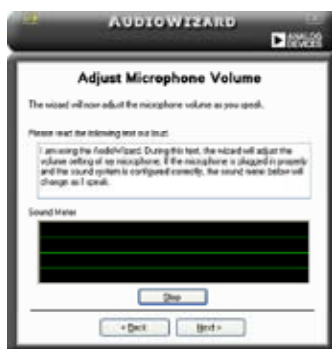 AUDIOWIZARD
ANALOG
DEVICES
Adjust Microphone Volume
The wizard will now adjust the microphone volume as you speak.
Please read the following text out loud.
I am using the AudioWizard. During this test, the wizard will adjust the
volume setting of my microphone. If the microphone is plugged in properly
and the sound system is configured correctly, the sound meter below will
change as I speak.
Sound Meter
Stop
< Back
Next >